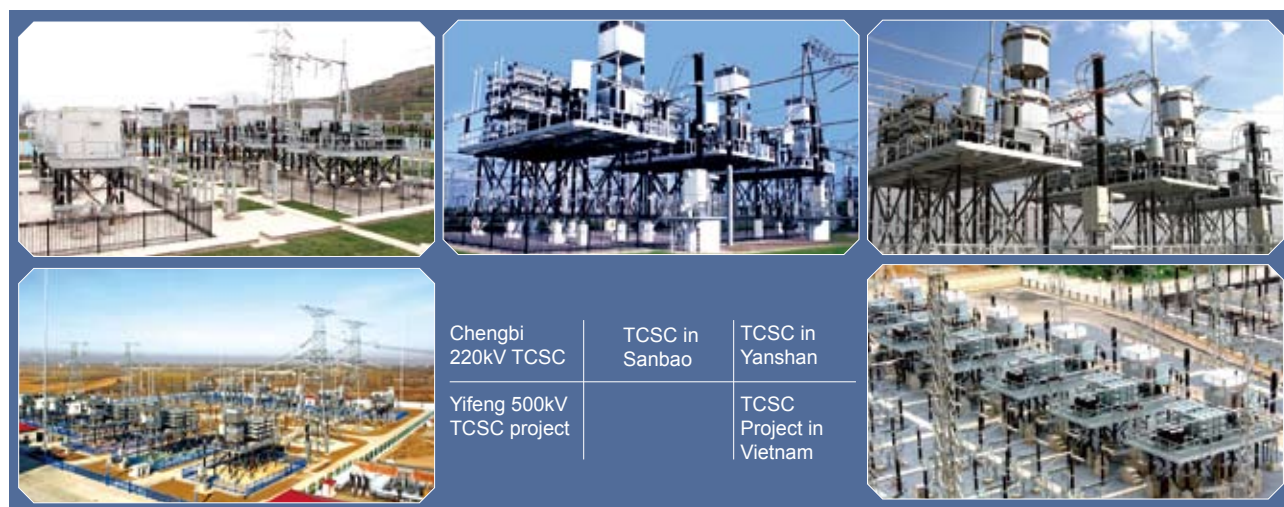 Chengbi
220kV TCSC
TCSC in
Sanbao
TCSC in
Yanshan
Yifeng 500kV
TCSC project
TCSC
Project in
Vietnam